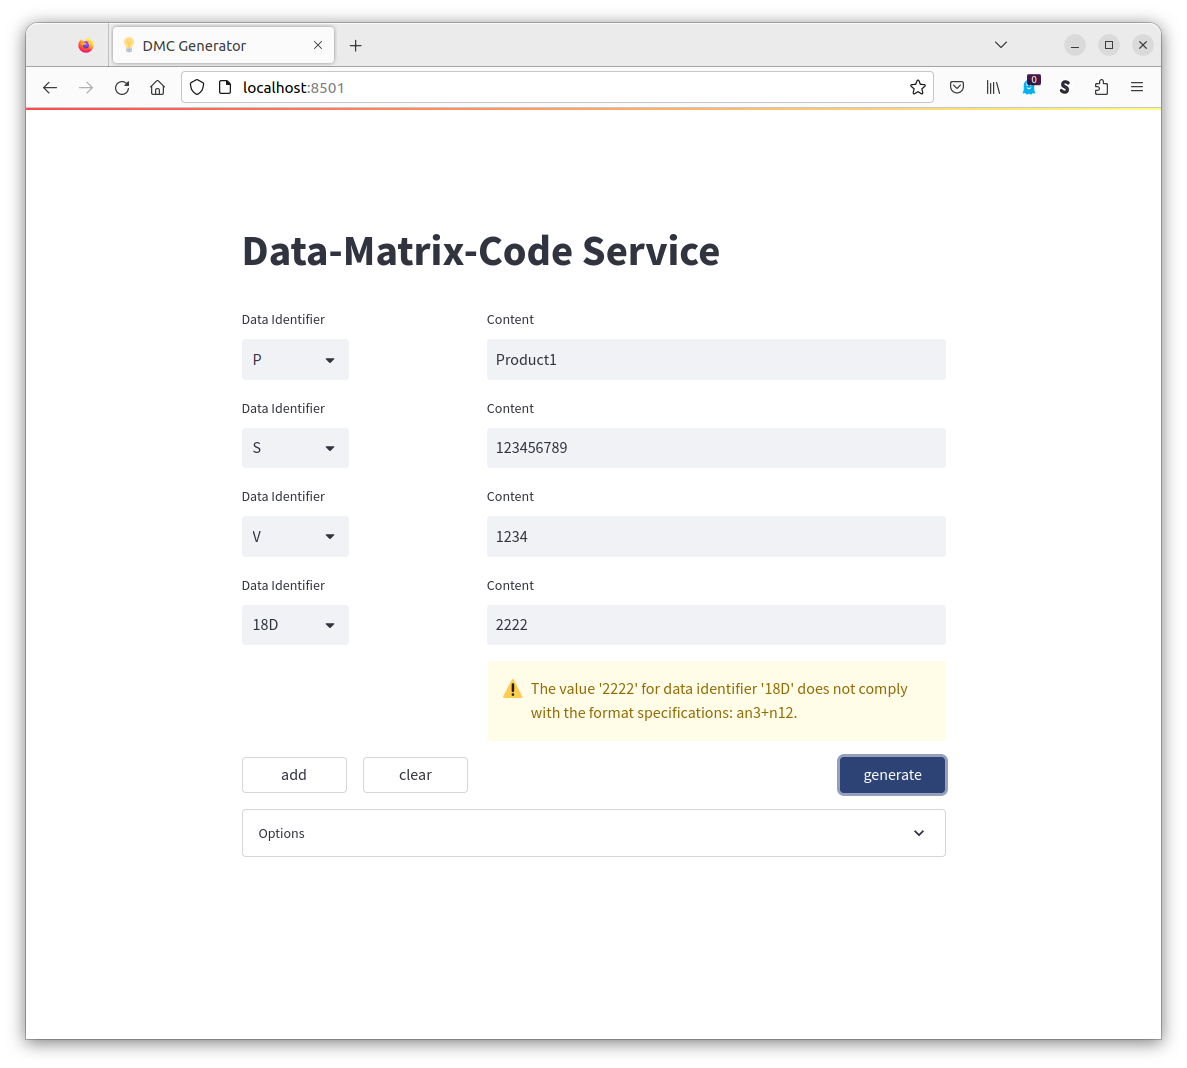 DMC Generator
localhost:8501
0
S
Data-Matrix-Code Service
Data Identifier
Content
P
Product1
Data Identifier
Content
S
123456789
Data Identifier
Content
V
1234
Data Identifier
Content
18D
2222
The value '2222' for data identifier '18D' does not comply
with the format specifications: an3+n12.
add
clear
generate
Options